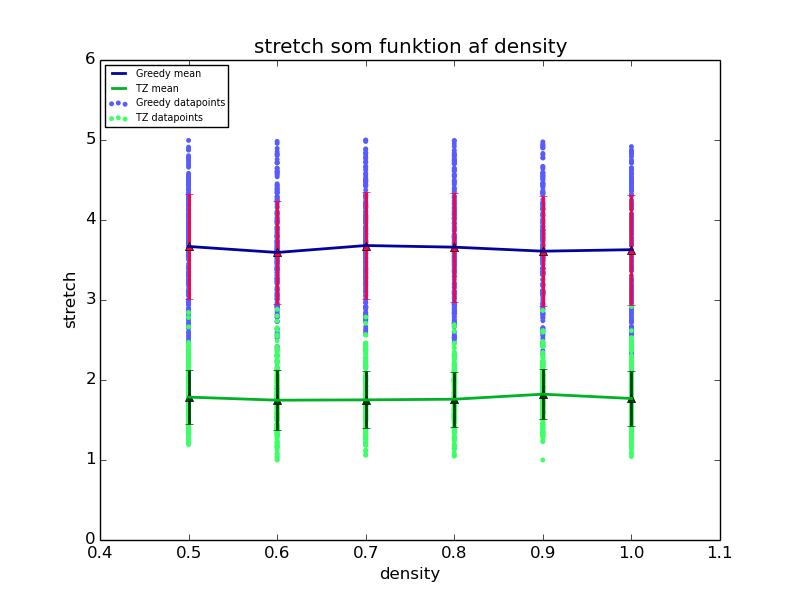 stretch som funktion af density
6
5
4
3
2
1
0
stretch
Greedy mean
TZ mean
Greedy datapoints
TZ datapoints
0.4 0.5 0.6 0.7 0.8 0.9 1.0 1.1
density